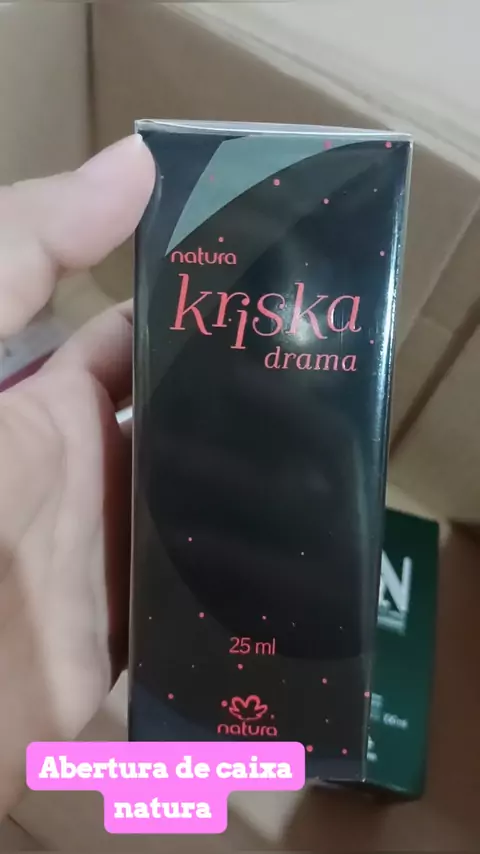 natura
kriska
drama
25 ml
natura
N
Abertura de caixa
natura